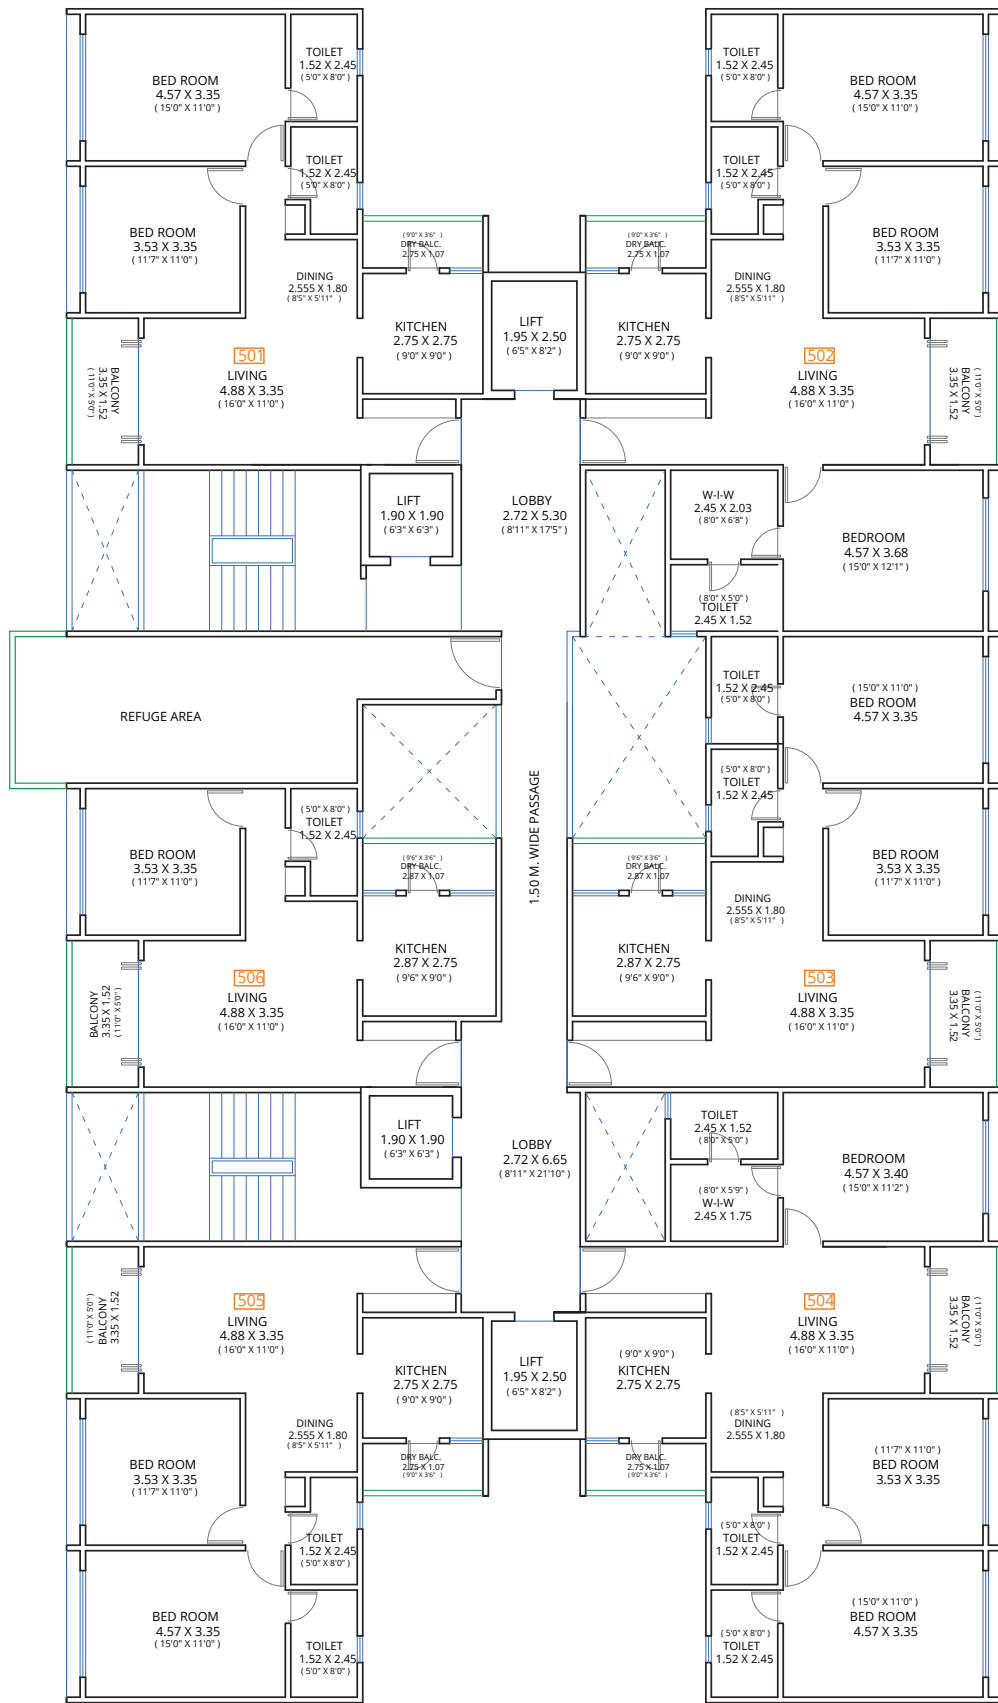 BED ROOM
4.57 X 3.35
( 15'0" X 11'0" )
TOILET
1.52 X 2.45
( 5'0" X 8'0" )
TOILET
1.52 X 2.45
( 5'0" X 8'0" )
BED ROOM
4.57 X 3.35
( 15'0" X 11'0" )
TOILET
1.52 X 2.45
( 5'0" X 8'0" )
TOILET
1.52 X 2.45
( 5'0" X 8'0" )
BED ROOM
3.53 X 3.35
( 11'7" X 11'0" )
( 9'0" X 3'6" )
DRY BALC.
2.75 X 1.07
( 9'0" X 3'6" )
DRY BALC.
2.75 X 1.07
BED ROOM
3.53 X 3.35
( 11'7" X 11'0" )
DINING
2.555 X 1.80
( 8'5" X 5'11" )
DINING
2.555 X 1.80
( 8'5" X 5'11" )
KITCHEN
2.75 X 2.75
( 9'0" X 9'0" )
LIFT
1.95 X 2.50
( 6'5" X 8'2" )
KITCHEN
2.75 X 2.75
( 9'0" X 9'0" )
BALCONY
3.35 X 1.52
( 11'0" X 5'0" )
501
LIVING
4.88 X 3.35
( 16'0" X 11'0" )
502
LIVING
4.88 X 3.35
( 16'0" X 11'0" )
( 11'0" X 5'0" )
BALCONY
3.35 X 1.52
LIFT
1.90 X 1.90
( 6'3" X 6'3" )
LOBBY
2.72 X 5.30
( 8'11" X 17'5" )
W-I-W
2.45 X 2.03
( 8'0" X 6'8" )
BEDROOM
4.57 X 3.68
( 15'0" X 12'1" )
( 8'0" X 5'0" )
TOILET
2.45 X 1.52
REFUGE AREA
TOILET
1.52 X 2.45
( 5'0" X 8'0" )
( 15'0" X 11'0" )
BED ROOM
4.57 X 3.35
( 5'0" X 8'0" )
TOILET
1.52 X 2.45
1.50 M. WIDE PASSAGE
BED ROOM
3.53 X 3.35
( 11'7" X 11'0" )
( 5'0" X 8'0" )
TOILET
1.52 X 2.45
( 9'6" X 3'6" )
DRY BALC.
2.87 X 1.07
( 9'6" X 3'6" )
DRY BALC.
2.87 X 1.07
BED ROOM
3.53 X 3.35
( 11'7" X 11'0" )
DINING
2.555 X 1.80
( 8'5" X 5'11" )
KITCHEN
2.87 X 2.75
( 9'6" X 9'0" )
KITCHEN
2.87 X 2.75
( 9'6" X 9'0" )
BALCONY
3.35 X 1.52
( 11'0" X 5'0" )
506
LIVING
4.88 X 3.35
( 16'0" X 11'0" )
503
LIVING
4.88 X 3.35
( 16'0" X 11'0" )
( 11'0" X 5'0" )
BALCONY
3.35 X 1.52
LIFT
1.90 X 1.90
( 6'3" X 6'3" )
LOBBY
2.72 X 6.65
( 8'11" X 21'10" )
TOILET
2.45 X 1.52
( 8'0" X 5'0" )
BEDROOM
4.57 X 3.40
( 15'0" X 11'2" )
( 8'0" X 5'9" )
W-I-W
2.45 X 1.75
( 11'0" X 5'0" )
BALCONY
3.35 X 1.52
505
LIVING
4.88 X 3.35
( 16'0" X 11'0" )
504
LIVING
4.88 X 3.35
( 16'0" X 11'0" )
( 11'0" X 5'0" )
BALCONY
3.35 X 1.52
KITCHEN
2.75 X 2.75
( 9'0" X 9'0" )
LIFT
1.95 X 2.50
( 6'5" X 8'2" )
( 9'0" X 9'0" )
KITCHEN
2.75 X 2.75
DINING
2.555 X 1.80
( 8'5" X 5'11" )
( 8'5" X 5'11" )
DINING
2.555 X 1.80
BED ROOM
3.53 X 3.35
( 11'7" X 11'0" )
DRY BALC.
2.75 X 1.07
( 9'0" X 3'6" )
DRY BALC.
2.75 X 1.07
( 9'0" X 3'6" )
( 11'7" X 11'0" )
BED ROOM
3.53 X 3.35
TOILET
1.52 X 2.45
( 5'0" X 8'0" )
( 5'0" X 8'0" )
TOILET
1.52 X 2.45
BED ROOM
4.57 X 3.35
( 15'0" X 11'0" )
TOILET
1.52 X 2.45
( 5'0" X 8'0" )
( 5'0" X 8'0" )
TOILET
1.52 X 2.45
( 15'0" X 11'0" )
BED ROOM
4.57 X 3.35